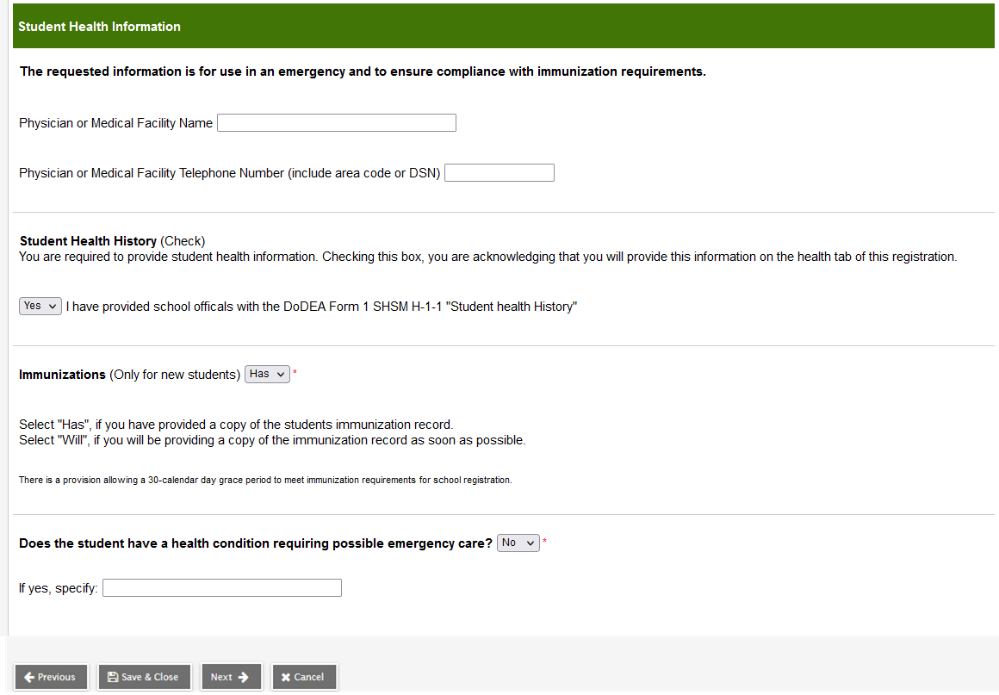 Student Health Information
The requested information is for use in an emergency and to ensure compliance with immunization requirements.
Physician or Medical Facility Name
Physician or Medical Facility Telephone Number (include area code or DSN)
Student Health History (Check)
You are required to provide student health information. Checking this box, you are acknowledging that you will provide this information on the health tab of this registration.
Yes I have provided school officals with the DoDEA Form 1 SHSM H-1-1 "Student health History"
Immunizations (Only for new students) Has *
Select "Has", if you have provided a copy of the students immunization record.
Select "Will", if you will be providing a copy of the immunization record as soon as possible.
There is a provision allowing a 30-calendar day grace period to meet immunization requirements for school registration.
Does the student have a health condition requiring possible emergency care? No *
If yes, specify:
Previous Save & Close Next Cancel